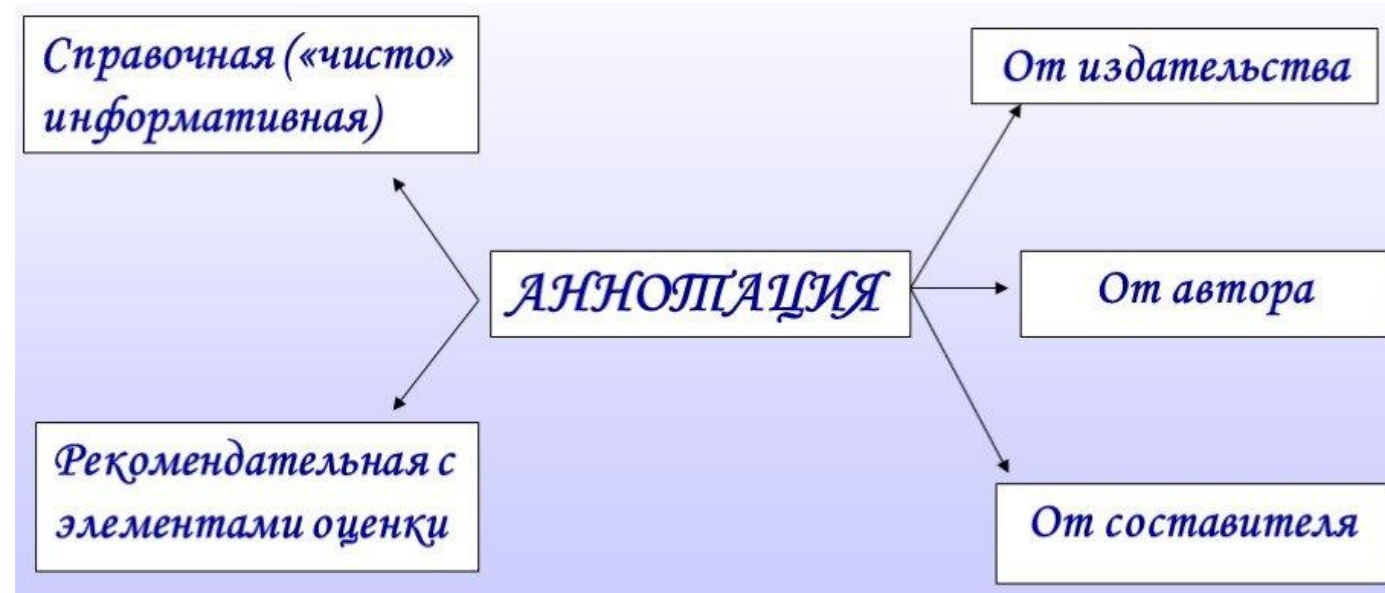 Справочная («чисто»
информативная)
От издательства
АННОТАЦИЯ
От автора
Рекомендательная с
элементами оценки
От составителя